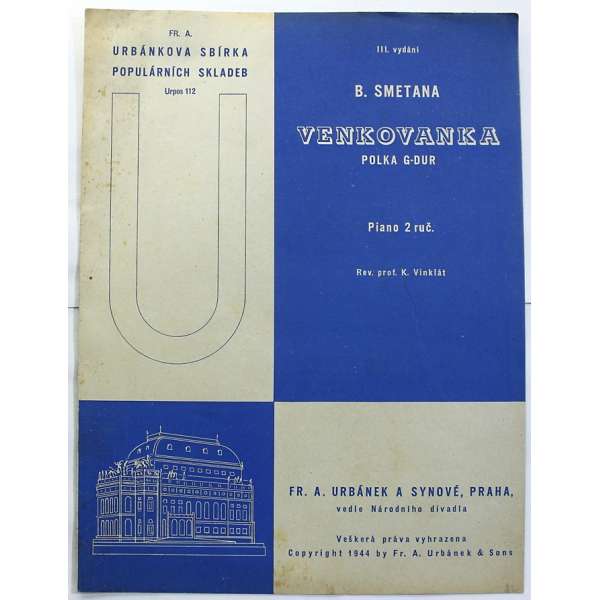 FR. A.
URBÁNKOVA SBÍRKA
POPULÁRNÍCH SKLADEB
Urpos 112
U
III. vydání
B. SMETANA
VENKOVANKA
POLKA G-DUR
Piano 2 ruč.
Rev. prof. K. Vinklát
FR. A. URBÁNEK A SYNOVÉ, PRAHA,
vedle Národního divadla
Veškerá práva vyhrazena
Copyright 1944 by Fr. A. Urbánek & Sons